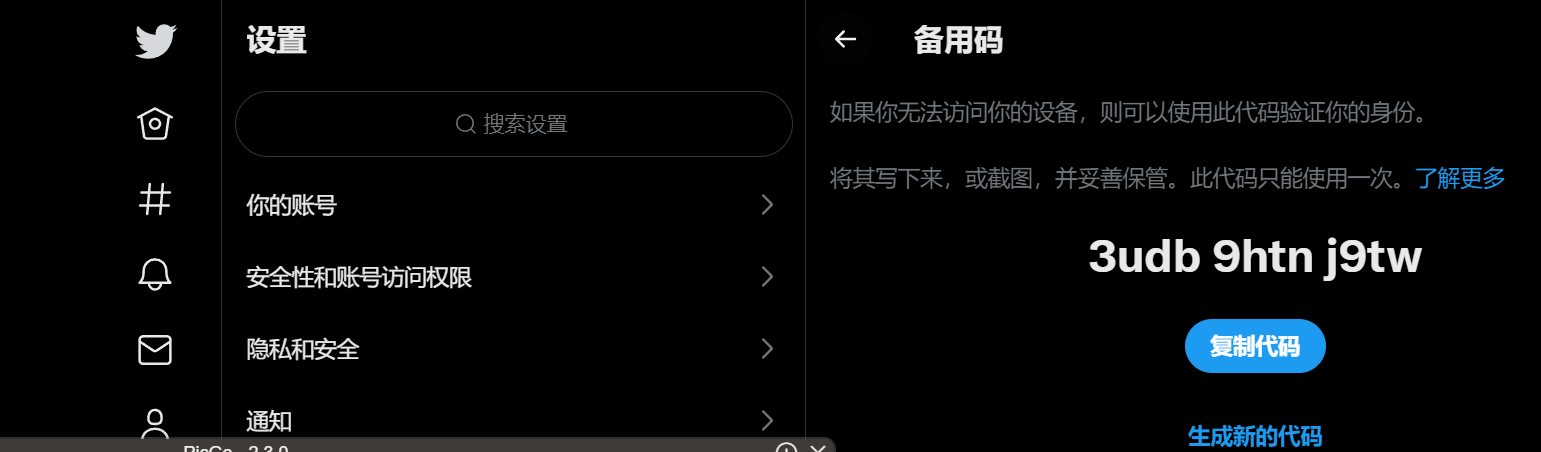 设置
搜索设置
你的账号
安全性和账号访问权限
隐私和安全
通知
备用码
如果你无法访问你的设备，则可以使用此代码验证你的身份。
将其写下来，或截图，并妥善保管。此代码只能使用一次。了解更多
3udb 9htn j9tw
复制代码
生成新的代码
PicGo - 2.3.0